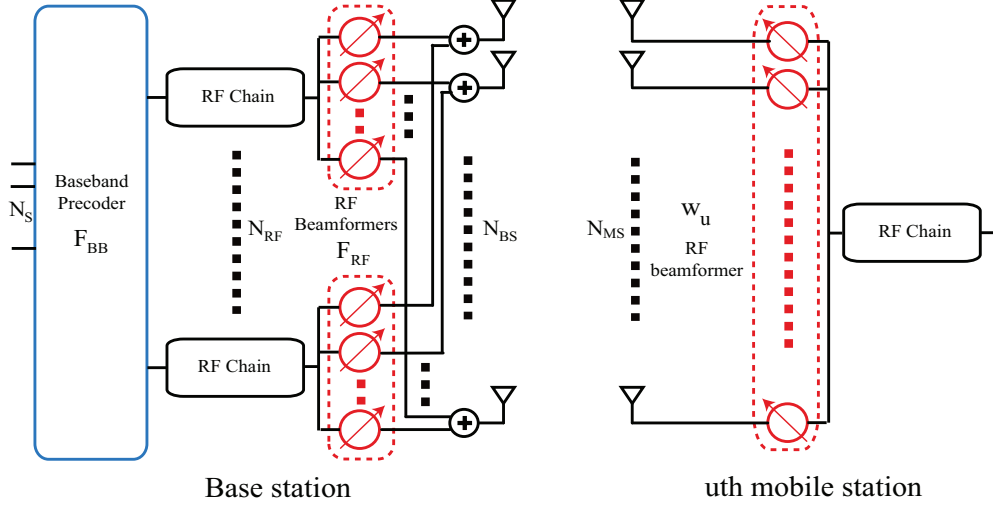 RF Chain
Baseband
Precoder
F_BB
N_S
N_RF
RF
Beamformers
F_RF
RF Chain
N_BS
N_MS
w_u
RF
beamformer
RF Chain
Base station
uth mobile station